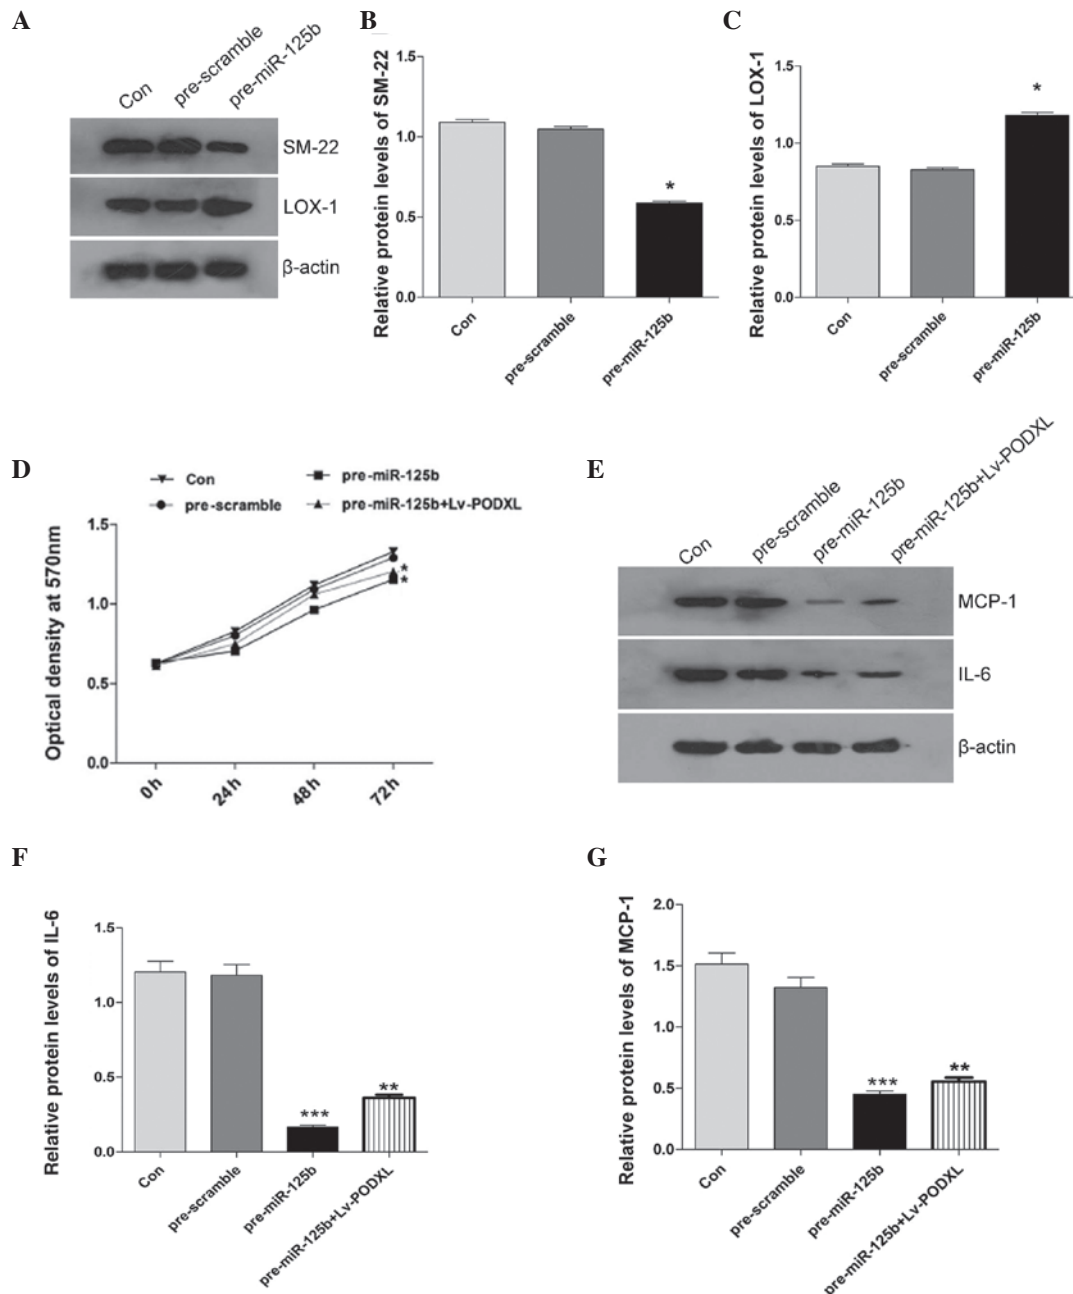 A
Con
pre-scramble
pre-miR-125b
SM-22
LOX-1
β-actin
B
Relative protein levels of SM-22
1.5
1.0
0.5
0.0
Con
pre-scramble
pre-miR-125b
*
C
Relative protein levels of LOX-1
1.5
1.0
0.5
0.0
Con
pre-scramble
pre-miR-125b
*
D
Con
pre-scramble
pre-miR-125b
pre-miR-125b+Lv-PODXL
Optical density at 570nm
1.5
1.0
0.5
0.0
0h
24h
48h
72h
*
*
E
Con
pre-scramble
pre-miR-125b
pre-miR-125b+Lv-PODXL
MCP-1
IL-6
β-actin
F
Relative protein levels of IL-6
1.5
1.0
0.5
0.0
Con
pre-scramble
pre-miR-125b
pre-miR-125b+Lv-PODXL
***
**
G
Relative protein levels of MCP-1
2.0
1.5
1.0
0.5
0.0
Con
pre-scramble
pre-miR-125b
pre-miR-125b+Lv-PODXL
***
**